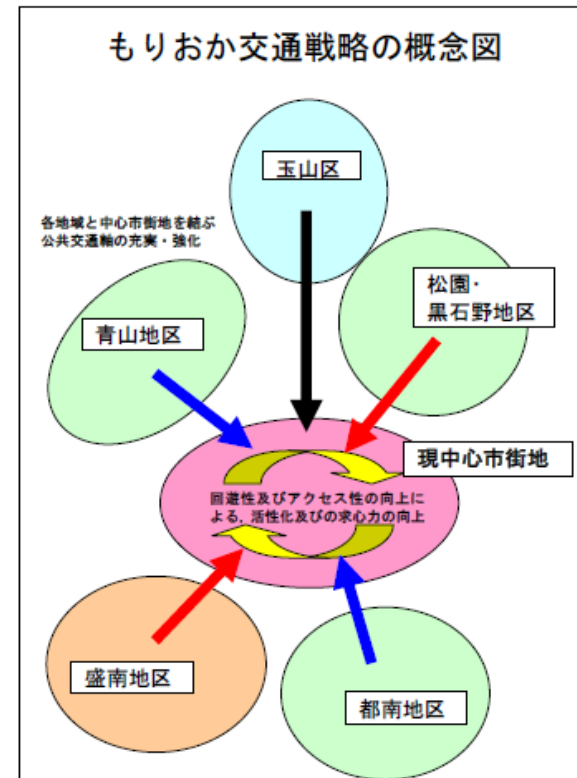 もりおか交通戦略の概念図
玉山区
各地域と中心市街地を結ぶ
公共交通軸の充実・強化
松園・
黒石野地区
青山地区
現中心市街地
回遊性及びアクセス性の向上に
よる，活性化及びの求心力の向上
盛南地区
都南地区